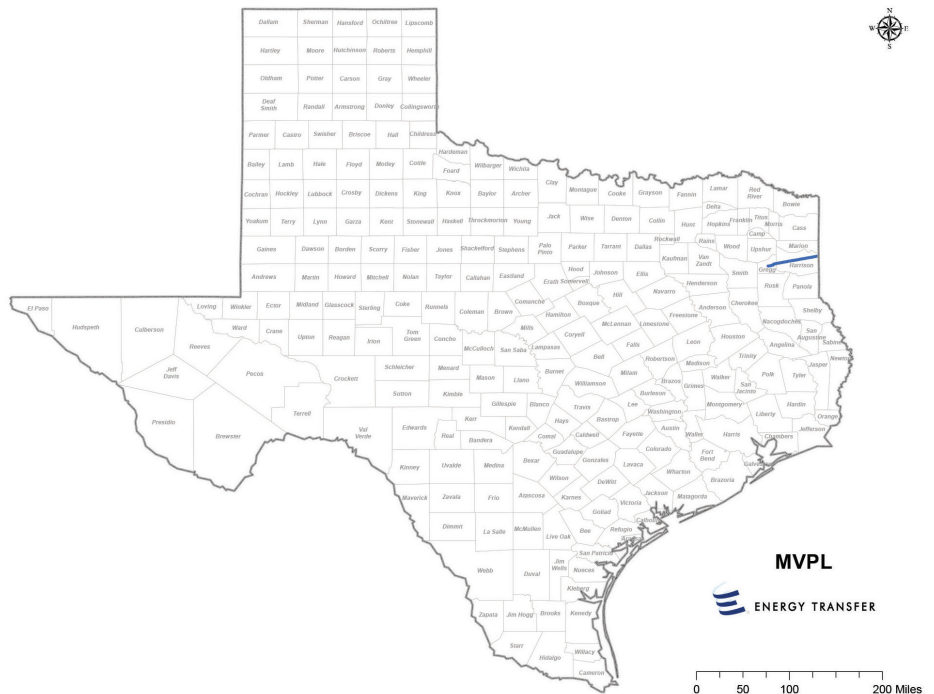 N
W E
S
Dallam Sherman Hansford Ochiltree Lipscomb
Hartley Moore Hutchinson Roberts Hemphill
Oldham Potter Carson Gray Wheeler
Deaf
Smith Randall Armstrong Donley Collingsworth
Parmer Castro Swisher Briscoe Hall Childress
Hardeman
Bailey Lamb Hale Floyd Motley Cottle Foard Wilbarger Wichita
Clay Montague Cooke Grayson Fannin Lamar Red
River Bowie
Cochran Hockley Lubbock Crosby Dickens King Knox Baylor Archer
Delta
Yoakum Terry Lynn Garza Kent Stonewall Haskell Throckmorton Young Jack Wise Denton Collin Hunt Hopkins Franklin Titus Morris Cass
Camp
Gaines Dawson Borden Scurry Fisher Jones Shackelford Stephens Palo
Pinto Parker Tarrant Dallas Rockwall Kaufman Rains Van
Zandt Wood Upshur Marion
Gregg Harrison
Andrews Martin Howard Mitchell Nolan Taylor Callahan Eastland Erath Somervell Hood Johnson Ellis Henderson Smith Rusk Panola
El Paso Loving Winkler Ector Midland Glasscock Sterling Coke Runnels Coleman Brown Comanche Bosque Hill Navarro Anderson Cherokee Shelby
Hudspeth Culberson Ward Crane Upton Reagan Irion Tom
Green Concho Mills Hamilton McLennan Limestone Freestone Nacogdoches San
Augustine Sabine
Reeves McCulloch San Saba Lampasas Coryell Falls Leon Houston Angelina
Jeff
Davis Pecos Crockett Schleicher Menard Mason Llano Burnet Bell Robertson Madison Trinity Polk Tyler Jasper Newton
Sutton Kimble Williamson Milam Brazos Grimes Walker San
Jacinto
Presidio Brewster Terrell Gillespie Blanco Travis Lee Burleson Washington Montgomery Liberty Hardin Orange
Val
Verde Edwards Kerr Real Bandera Kendall Hays Comal Caldwell Bastrop Fayette Austin Waller Harris Chambers Jefferson
Kinney Uvalde Medina Bexar Guadalupe Gonzales Lavaca Colorado Fort
Bend Wharton Brazoria
Maverick Zavala Frio Atascosa Wilson Karnes DeWitt Victoria Jackson Matagorda
Dimmit La Salle McMullen Live Oak Bee Goliad Refugio
San Patricio
Webb Duval Jim
Wells Nueces
Kleberg
Zapata Jim Hogg Brooks Kenedy
Starr Hidalgo Willacy
Cameron
MVPL
ENERGY TRANSFER
0 50 100 200 Miles